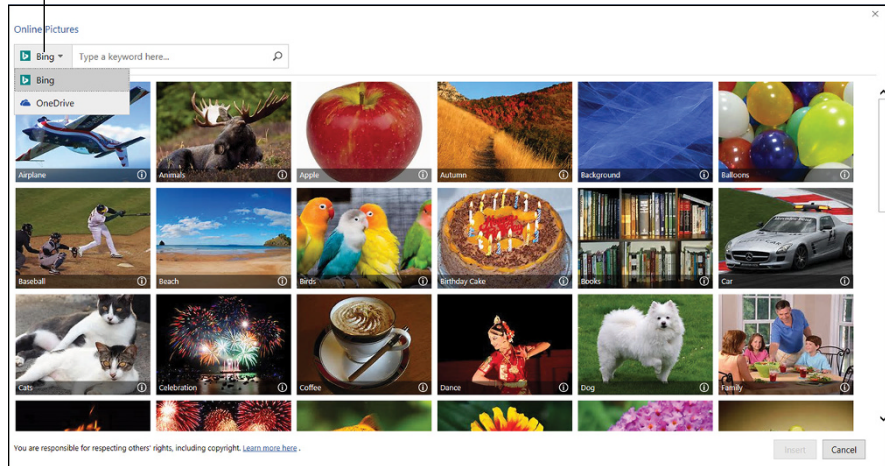 Online Pictures
Bing
Type a keyword here...
Bing
OneDrive
Airplane
Animals
Apple
Autumn
Background
Balloons
Baseball
Beach
Birds
Birthday Cake
Books
Car
Cats
Celebration
Coffee
Dance
Dog
Family
You are responsible for respecting others' rights, including copyright. Learn more here.
Insert
Cancel